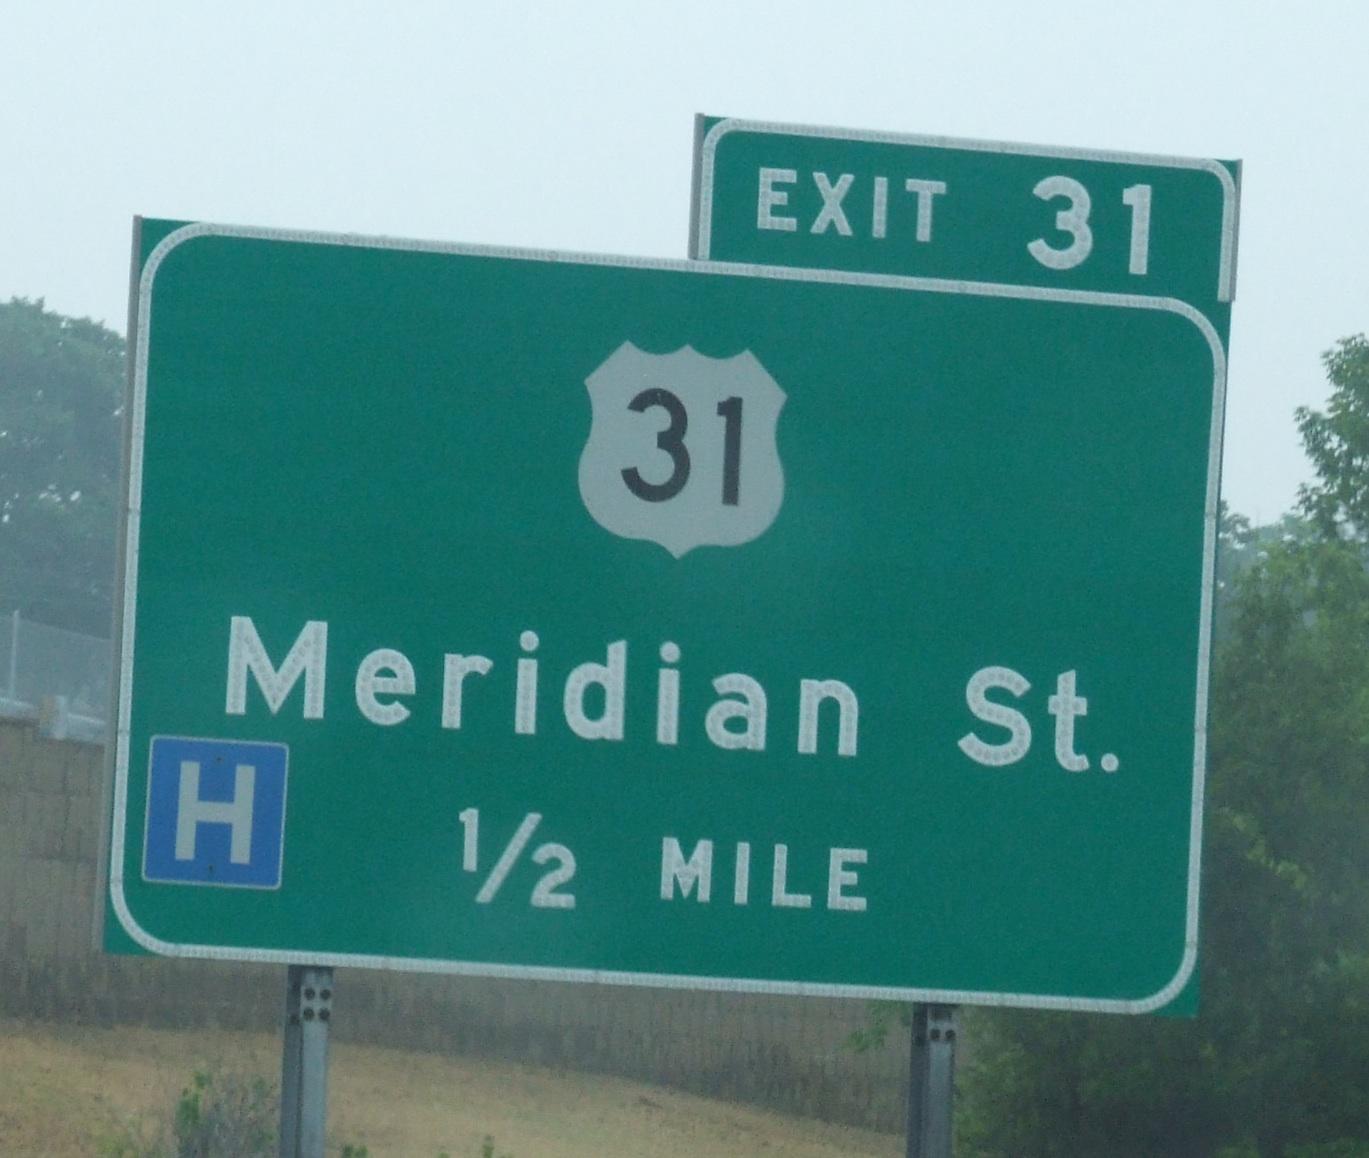 EXIT 31
31
Meridian St.
H
1/2 MILE